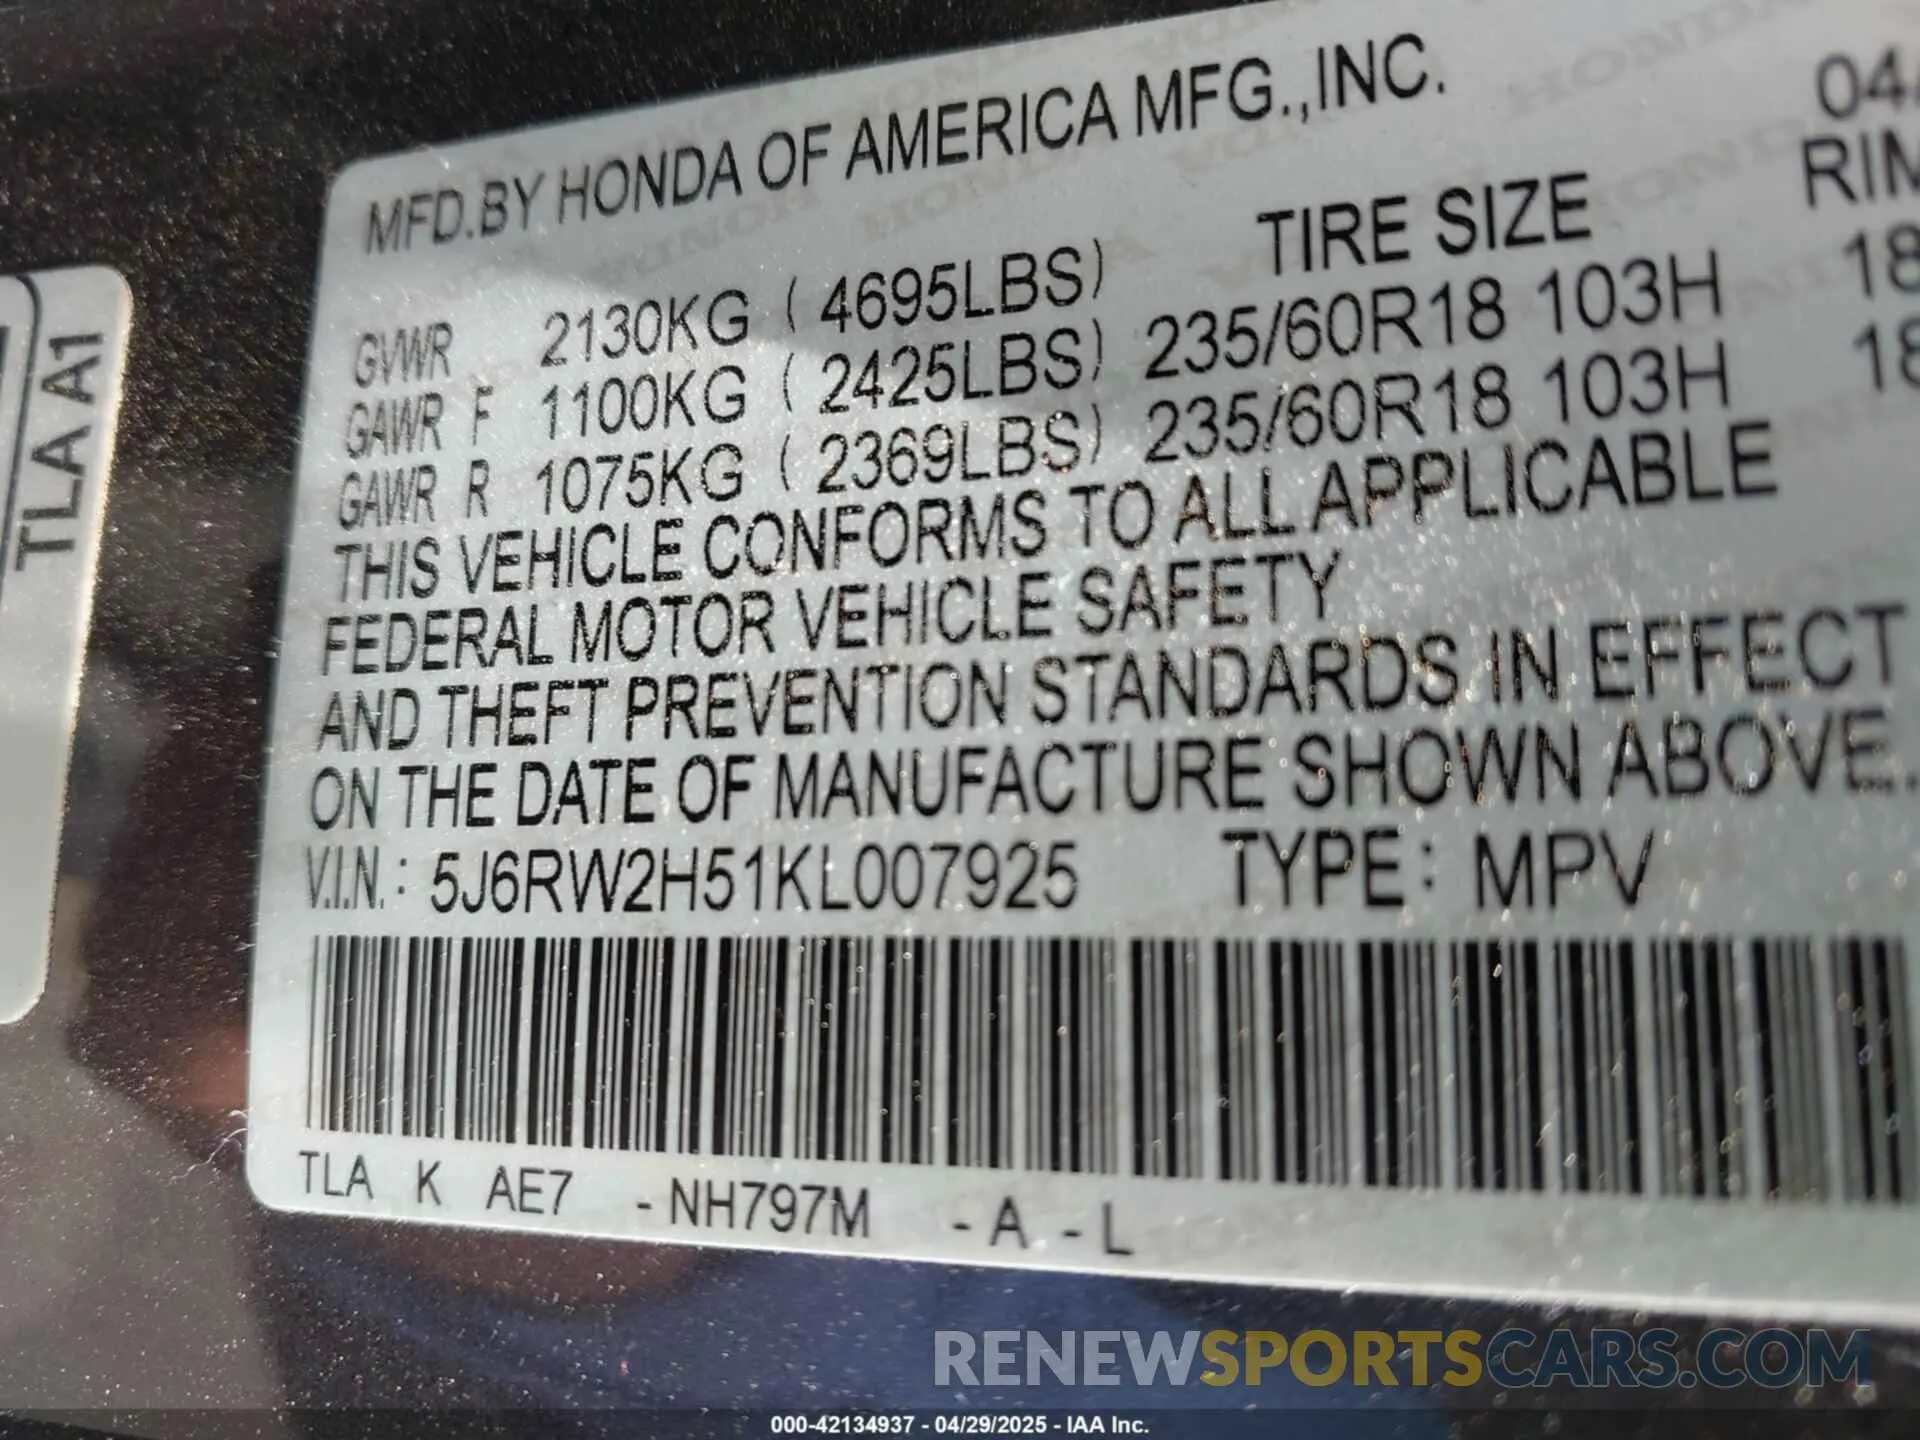 MFD.BY HONDA OF AMERICA MFG.,INC. 04/
TIRE SIZE RIM
GVWR 2130KG ( 4695LBS)
GAWR F 1100KG ( 2425LBS) 235/60R18 103H 18
GAWR R 1075KG ( 2369LBS) 235/60R18 103H 18
THIS VEHICLE CONFORMS TO ALL APPLICABLE
FEDERAL MOTOR VEHICLE SAFETY
AND THEFT PREVENTION STANDARDS IN EFFECT
ON THE DATE OF MANUFACTURE SHOWN ABOVE.
V.I.N.: 5J6RW2H51KL007925 TYPE: MPV
TLA K AE7 -NH797M -A -L
TLA A1
RENEWSPORTSCARS.COM
000-42134937 - 04/29/2025 - IAA Inc.